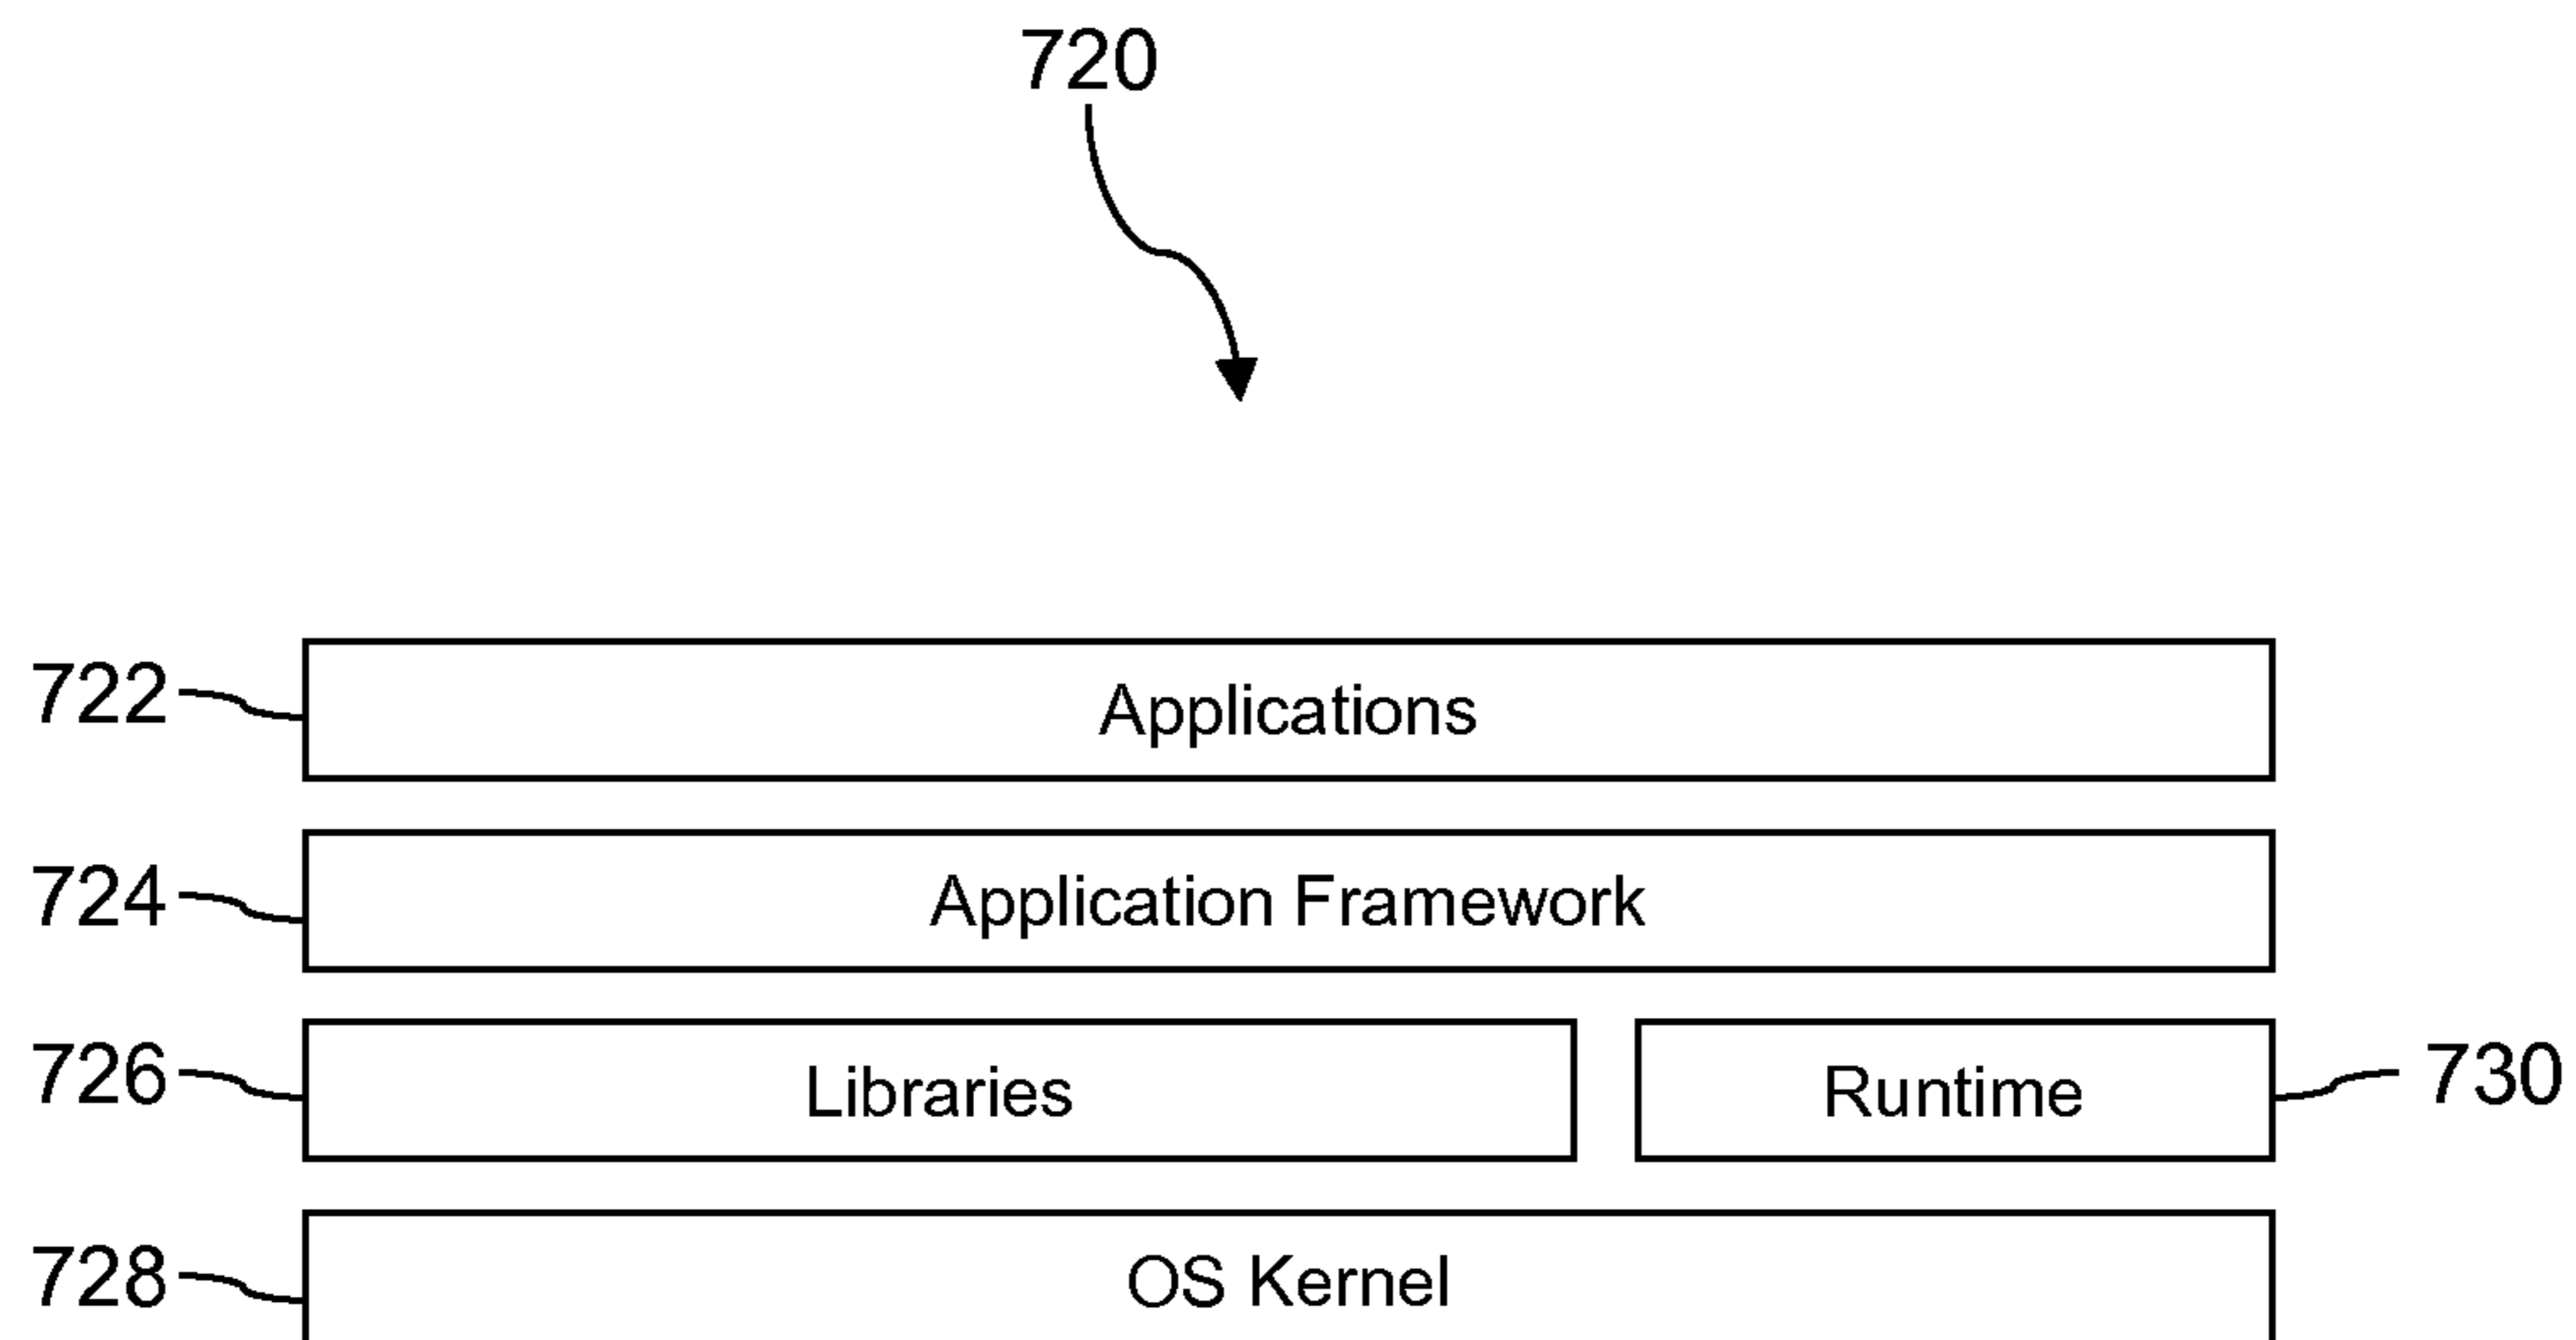 720
722 Applications
724 Application Framework
726 Libraries Runtime 730
728 OS Kernel